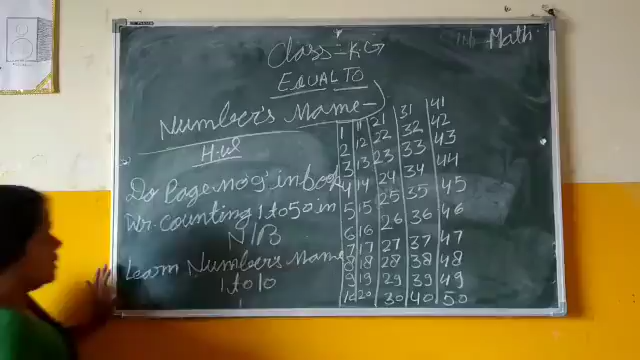 Class - KG
Math
EQUAL TO
Number's Name -
H.W
Do Page no 9 in book
Wr. counting 1 to 50 in
N/B
Learn Number's Name
1 to 10
1 11 21 31 41
2 12 22 32 42
3 13 23 33 43
4 14 24 34 44
5 15 25 35 45
6 16 26 36 46
7 17 27 37 47
8 18 28 38 48
9 19 29 39 49
10 20 30 40 50